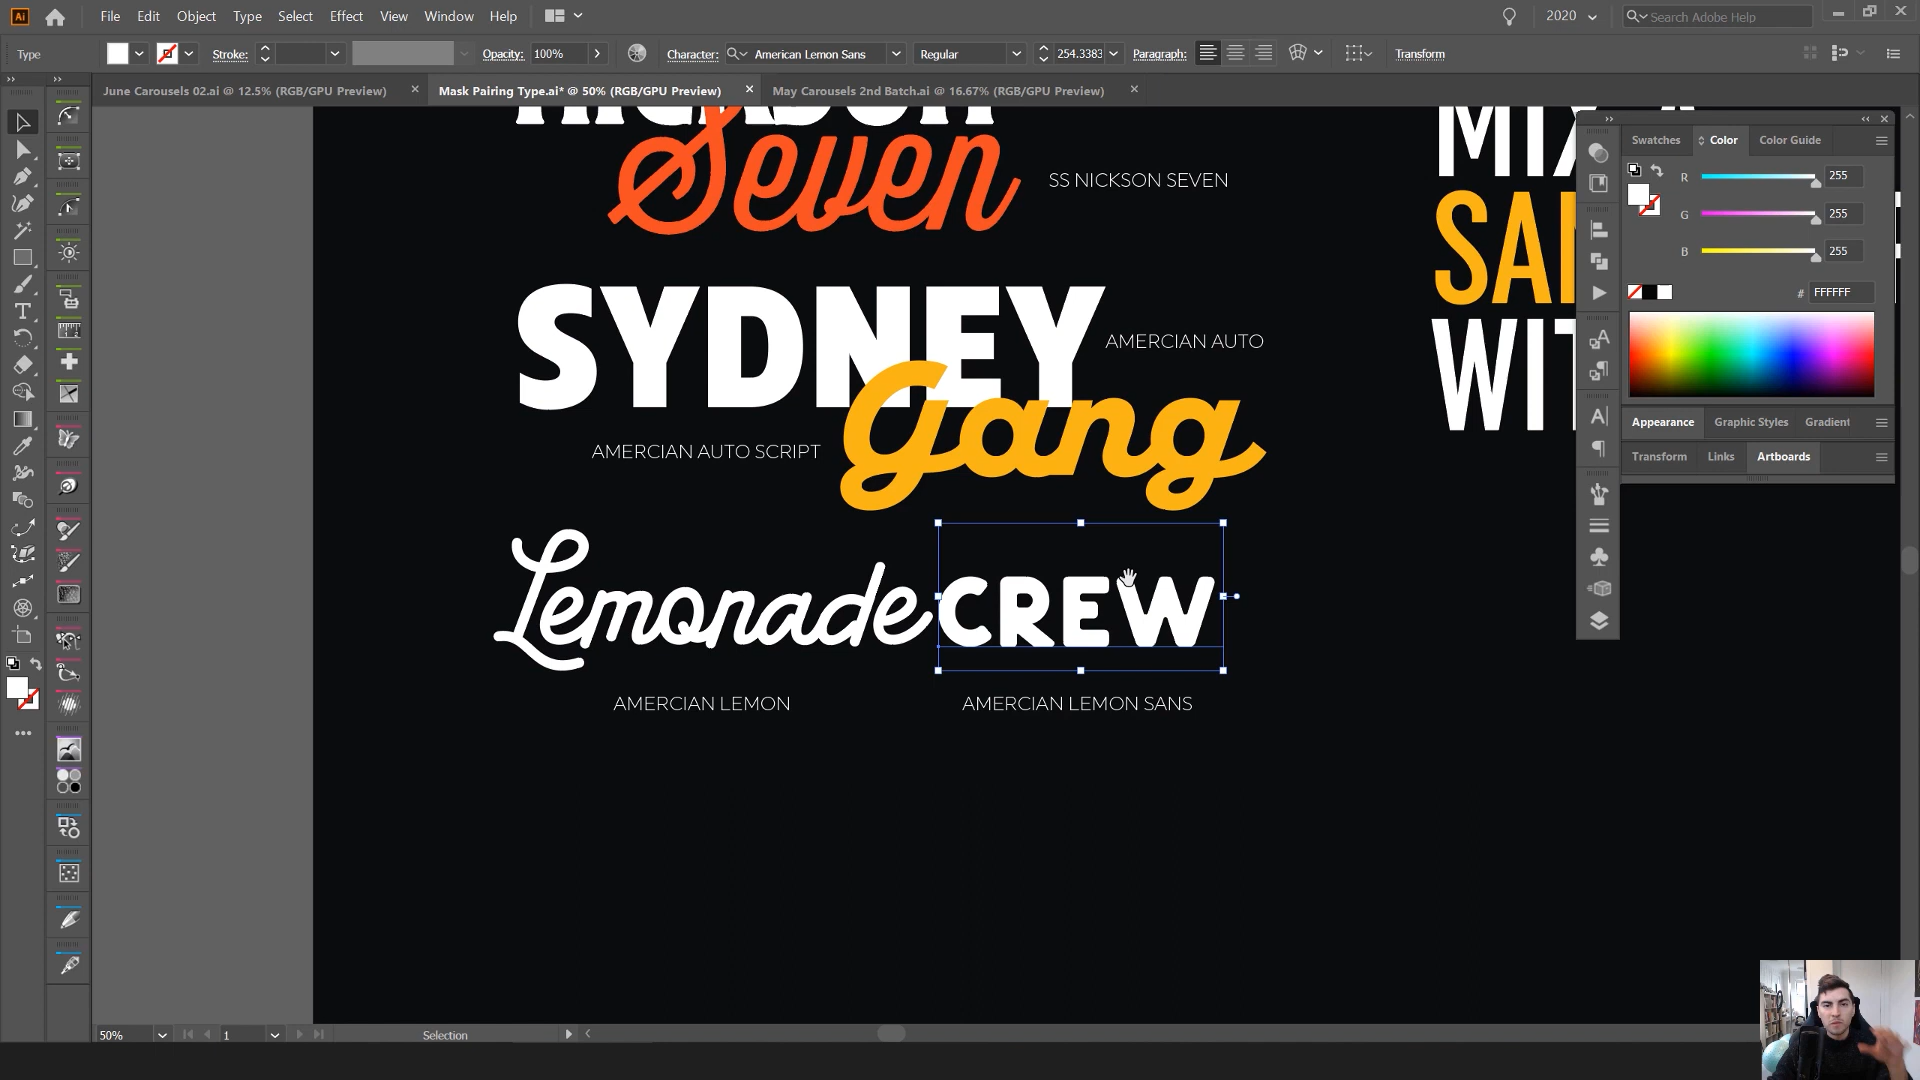 Ai File Edit Object Type Select Effect View Window Help 2020 Search Adobe Help
Type Stroke: Opacity: 100% Character: American Lemon Sans Regular 254.3383 Paragraph: Transform
June Carousels 02.ai @ 12.5% (RGB/GPU Preview) × Mask Pairing Type.ai* @ 50% (RGB/GPU Preview) × May Carousels 2nd Batch.ai @ 16.67% (RGB/GPU Preview) ×
Seven
SS NICKSON SEVEN
SYDNEY
AMERCIAN AUTO
Gang
AMERCIAN AUTO SCRIPT
Lemonade CREW
AMERCIAN LEMON AMERCIAN LEMON SANS
WIT
Swatches Color Color Guide
R 255
G 255
B 255
# FFFFFF
Appearance Graphic Styles Gradient
Transform Links Artboards
50% 1 Selection